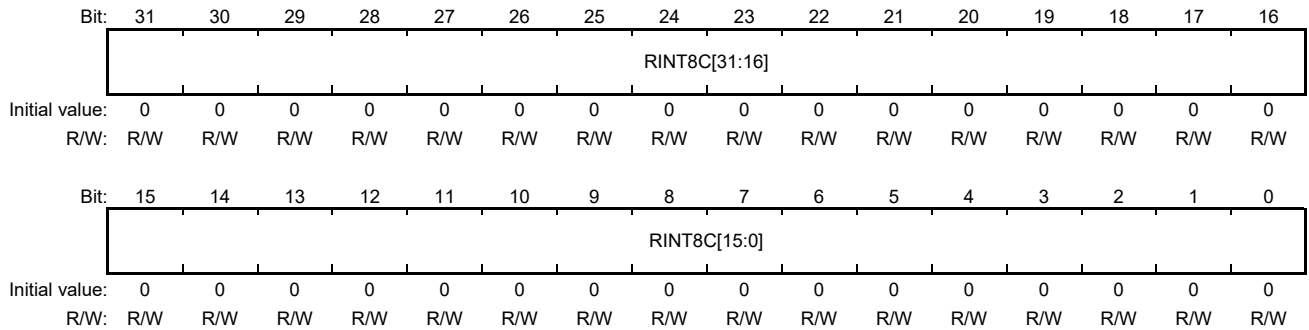 Bit: 31 30 29 28 27 26 25 24 23 22 21 20 19 18 17 16
RINT8C[31:16]
Initial value: 0 0 0 0 0 0 0 0 0 0 0 0 0 0 0 0
R/W: R/W R/W R/W R/W R/W R/W R/W R/W R/W R/W R/W R/W R/W R/W R/W R/W
Bit: 15 14 13 12 11 10 9 8 7 6 5 4 3 2 1 0
RINT8C[15:0]
Initial value: 0 0 0 0 0 0 0 0 0 0 0 0 0 0 0 0
R/W: R/W R/W R/W R/W R/W R/W R/W R/W R/W R/W R/W R/W R/W R/W R/W R/W